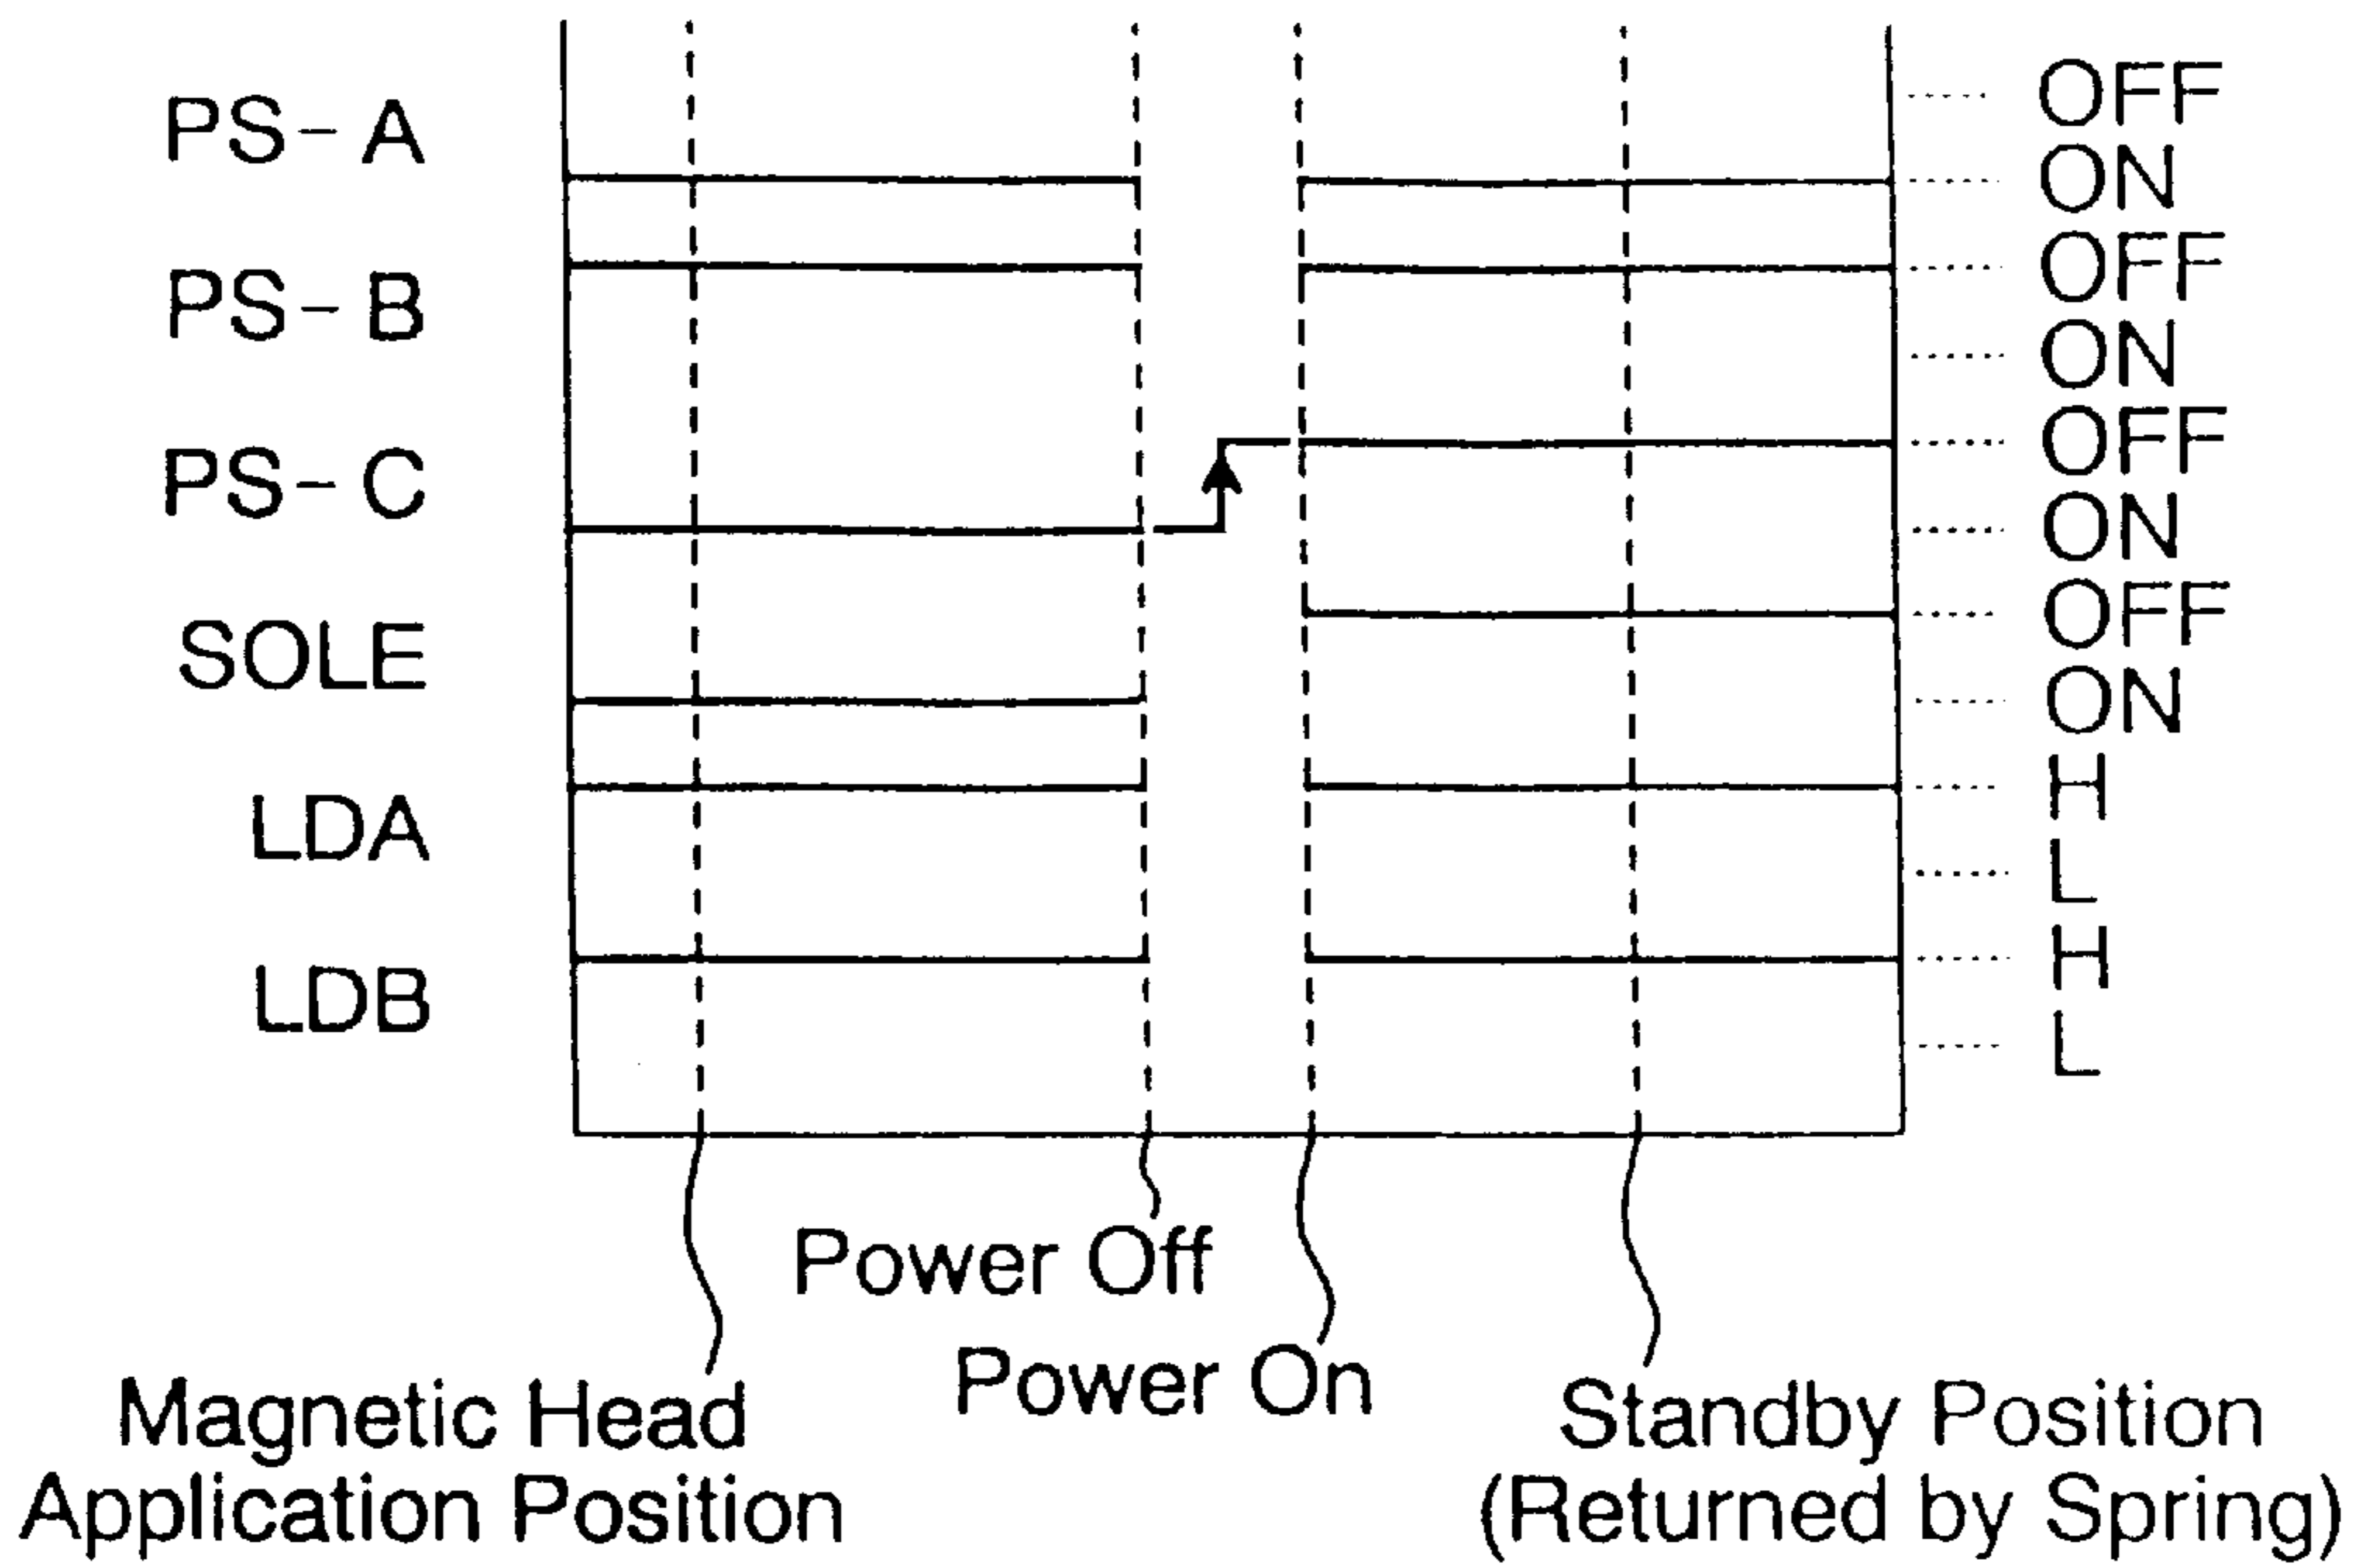 PS-A
OFF
ON
PS-B
OFF
ON
PS-C
OFF
ON
SOLE
OFF
ON
LDA
H
L
LDB
H
L
Power Off
Power On
Magnetic Head
Application Position
Standby Position
(Returned by Spring)